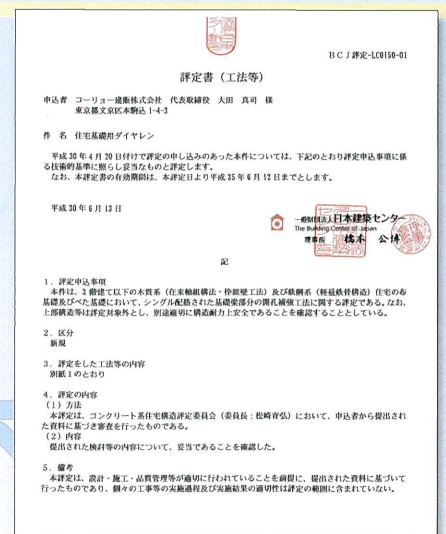 BCJ評定-LC0150-01
評定書（工法等）
申込者　コーリョー建販株式会社　代表取締役　大田　真司　様
東京都文京区本駒込 1-4-3
件　名　住宅基礎用ダイヤレン
平成 30 年 4 月 20 日付けで評定の申し込みのあった本件については、下記のとおり評定申込事項に係
る技術的基準に照らし妥当なものと評定します。
なお、本評定書の有効期間は、本評定日より平成 35 年 6 月 12 日までとします。
平成 30 年 6 月 13 日
一般財団法人日本建築センター
The Building Center of Japan
理事長　橋本　公博
記
1．評定申込事項
本件は、3 階建て以下の木質系（在来軸組構法・枠組壁工法）及び鉄鋼系（軽量鉄骨構造）住宅の布
基礎及びべた基礎において、シングル配筋された基礎梁部分の開孔補強工法に関する評定である。なお、
上部構造等は評定対象外とし、別途適切に構造耐力上安全であることを確認することとしている。
2．区分
新規
3．評定をした工法等の内容
別紙 1 のとおり
4．評定の内容
（1）方法
本評定は、コンクリート系住宅構造評定委員会（委員長：松崎育弘）において、申込者から提出され
た資料に基づき審査を行ったものである。
（2）内容
提出された検討等の内容について、妥当であることを確認した。
5．備考
本評定は、設計・施工・品質管理等が適切に行われていることを前提に、提出された資料に基づいて
行ったものであり、個々の工事等の実施過程及び実施結果の適切性は評定の範囲に含まれていない。